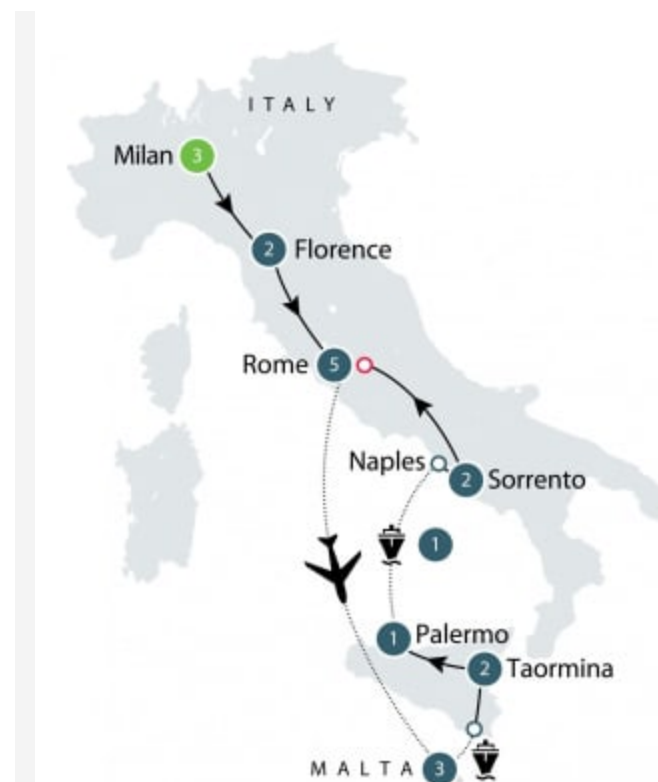 ITALY
Milan 3
2 Florence
Rome 5
Naples
2 Sorrento
1
1 Palermo
2 Taormina
MALTA 3